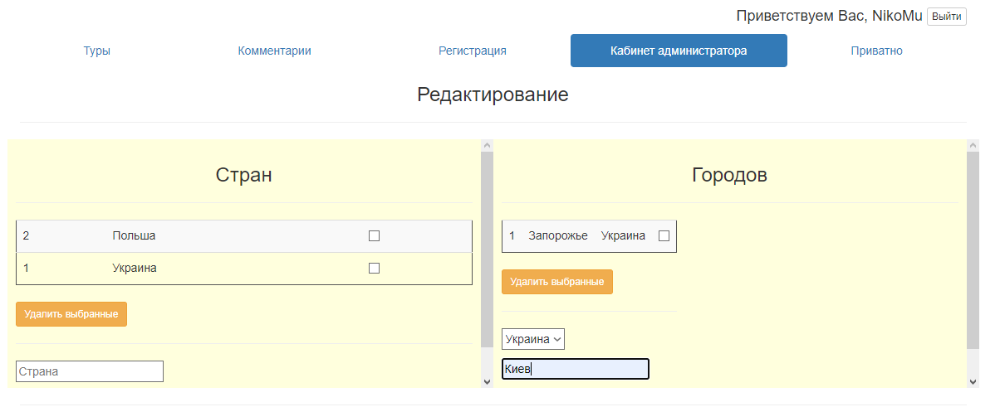 Приветствуем Вас, NikoMu Выйти
Туры Комментарии Регистрация Кабинет администратора Приватно
Редактирование
Стран
2 Польша
1 Украина
Удалить выбранные
Страна
Городов
1 Запорожье Украина
Удалить выбранные
Украина
Киев